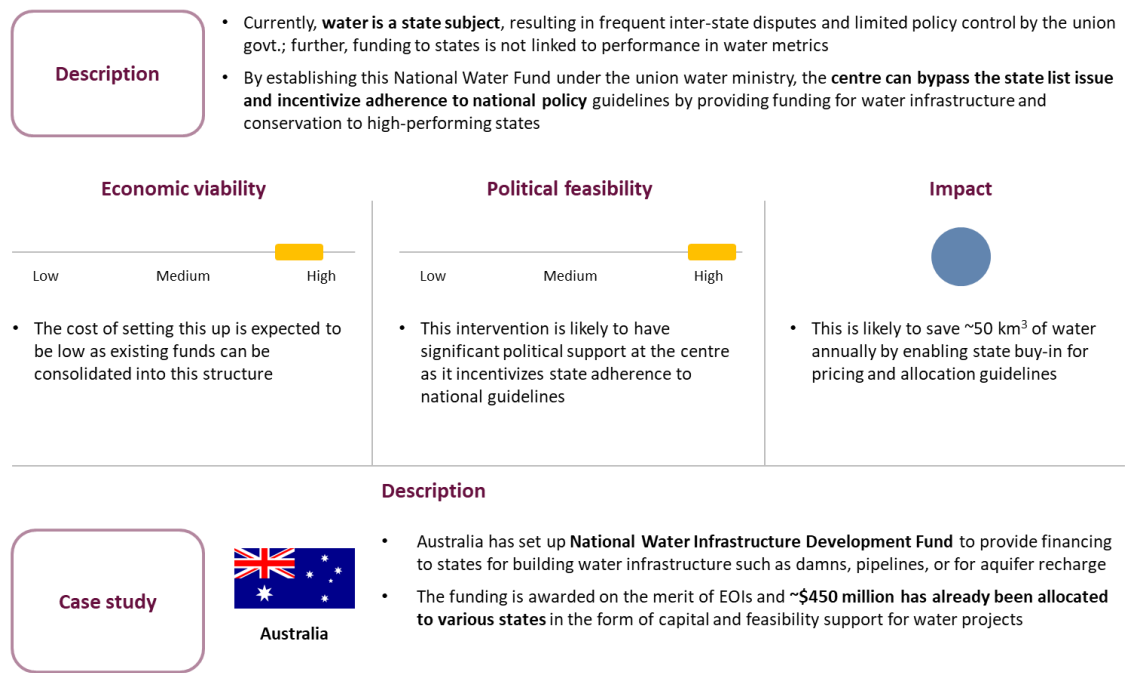 Description
• Currently, water is a state subject, resulting in frequent inter-state disputes and limited policy control by the union
govt.; further, funding to states is not linked to performance in water metrics
• By establishing this National Water Fund under the union water ministry, the centre can bypass the state list issue
and incentivize adherence to national policy guidelines by providing funding for water infrastructure and
conservation to high-performing states
Economic viability
Low Medium High
• The cost of setting this up is expected to
be low as existing funds can be
consolidated into this structure
Political feasibility
Low Medium High
• This intervention is likely to have
significant political support at the centre
as it incentivizes state adherence to
national guidelines
Impact
• This is likely to save ~50 km³ of water
annually by enabling state buy-in for
pricing and allocation guidelines
Case study
Australia
Description
• Australia has set up National Water Infrastructure Development Fund to provide financing
to states for building water infrastructure such as damns, pipelines, or for aquifer recharge
• The funding is awarded on the merit of EOIs and ~$450 million has already been allocated
to various states in the form of capital and feasibility support for water projects